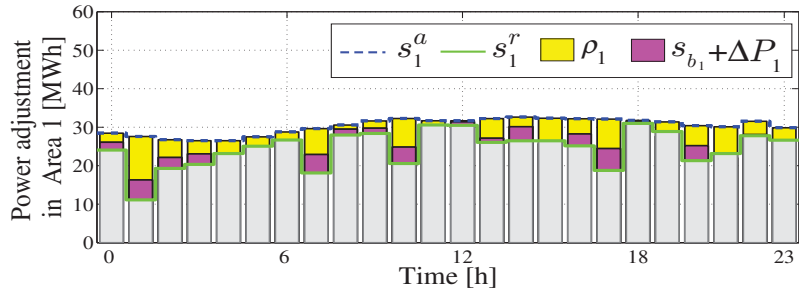 Power adjustment
in Area 1 [MWh]
60
50
40
30
20
10
0
s₁ᵃ s₁ʳ ρ₁ s_{b₁}+ΔP₁
0 6 12 18 23
Time [h]